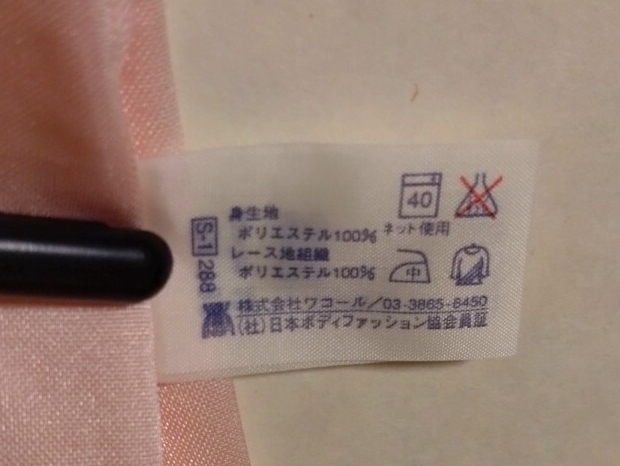 40
ネット使用
中
身生地
ポリエステル100%
レース地組織
ポリエステル100%
S-1 288
株式会社ワコール/03-3865-6450
(社)日本ボディファッション協会会員証